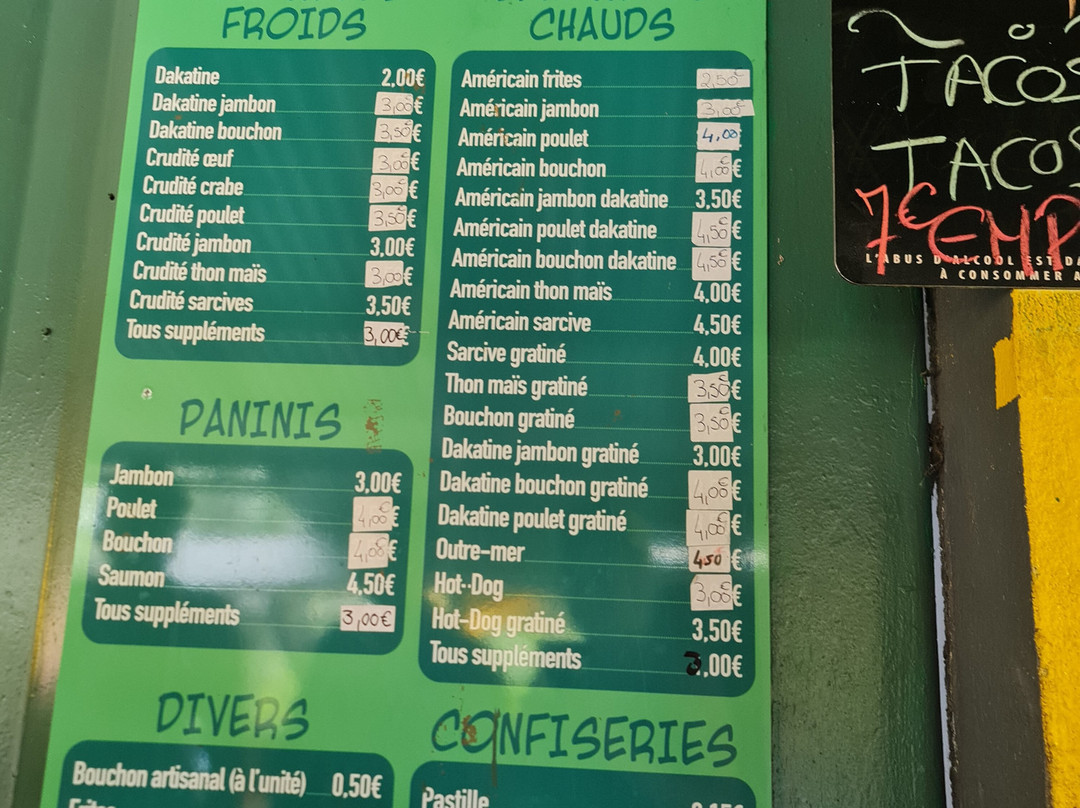 FROIDS
Dakatine 2,00€
Dakatine jambon 3,00€
Dakatine bouchon 3,50€
Crudité œuf 3,00€
Crudité crabe 3,00€
Crudité poulet 3,50€
Crudité jambon 3,00€
Crudité thon maïs 3,00€
Crudité sarcives 3,50€
Tous suppléments 3,00€
PANINIS
Jambon 3,00€
Poulet 4,00€
Bouchon 4,00€
Saumon 4,50€
Tous suppléments 3,00€
DIVERS
Bouchon artisanal (à l'unité) 0,50€
Frites
CHAUDS
Américain frites 2,50€
Américain jambon 3,00€
Américain poulet 4,00
Américain bouchon 4,00€
Américain jambon dakatine 3,50€
Américain poulet dakatine 4,50€
Américain bouchon dakatine 4,50€
Américain thon maïs 4,00€
Américain sarcive 4,50€
Sarcive gratiné 4,00€
Thon maïs gratiné 3,50€
Bouchon gratiné 3,50€
Dakatine jambon gratiné 3,00€
Dakatine bouchon gratiné 4,00€
Dakatine poulet gratiné 4,00€
Outre-mer 4,50€
Hot-Dog 3,00€
Hot-Dog gratiné 3,50€
Tous suppléments 3,00€
CONFISERIES
Pastille
TACOS
TACOS
7€ EMP
L'ABUS D'ALCOOL EST DA
À CONSOMMER A